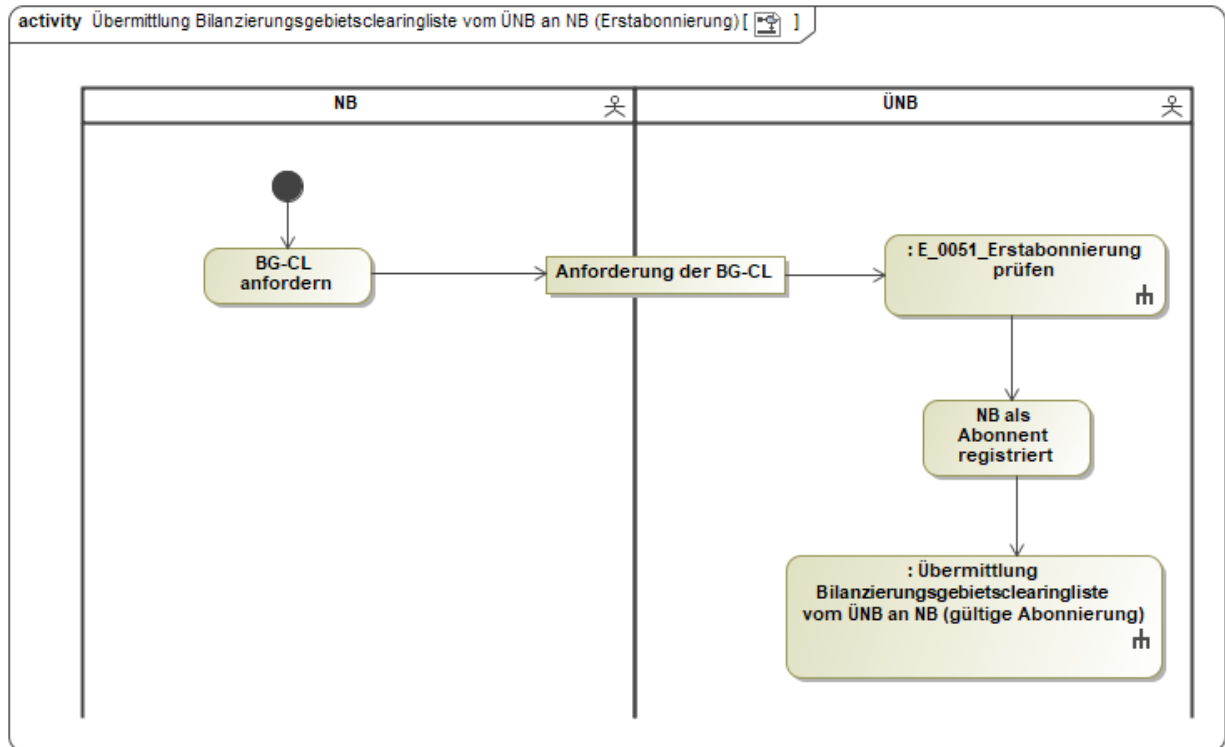 activity Übermittlung Bilanzierungsgebietsclearingliste vom ÜNB an NB (Erstabonnierung) [ ]
NB
ÜNB
BG-CL
anfordern
Anforderung der BG-CL
: E_0051_Erstabonnierung
prüfen
NB als
Abonnent
registriert
: Übermittlung
Bilanzierungsgebietsclearingliste
vom ÜNB an NB (gültige Abonnierung)